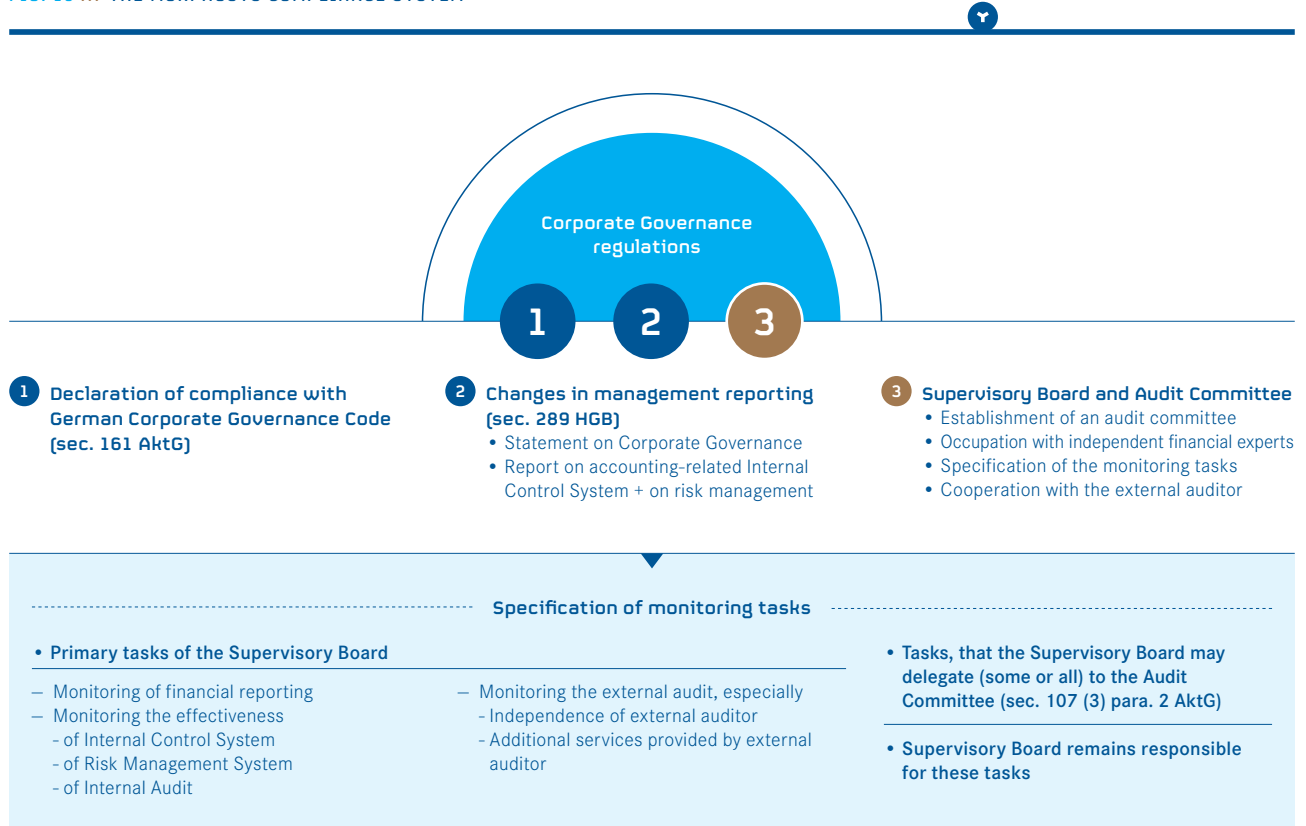 THE
COMPLIANCE SYSTEM
Corporate Governance
regulations
1
2
3
1
Declaration of compliance with
German Corporate Governance Code
(sec. 161 AktG)
2
Changes in management reporting
(sec. 289 HGB)
• Statement on Corporate Governance
• Report on accounting-related Internal
Control System + on risk management
3
Supervisory Board and Audit Committee
• Establishment of an audit committee
• Occupation with independent financial experts
• Specification of the monitoring tasks
• Cooperation with the external auditor
Specification of monitoring tasks
• Primary tasks of the Supervisory Board
– Monitoring of financial reporting
– Monitoring the effectiveness
- of Internal Control System
- of Risk Management System
- of Internal Audit
– Monitoring the external audit, especially
- Independence of external auditor
- Additional services provided by external
auditor
• Tasks, that the Supervisory Board may
delegate (some or all) to the Audit
Committee (sec. 107 (3) para. 2 AktG)
• Supervisory Board remains responsible
for these tasks